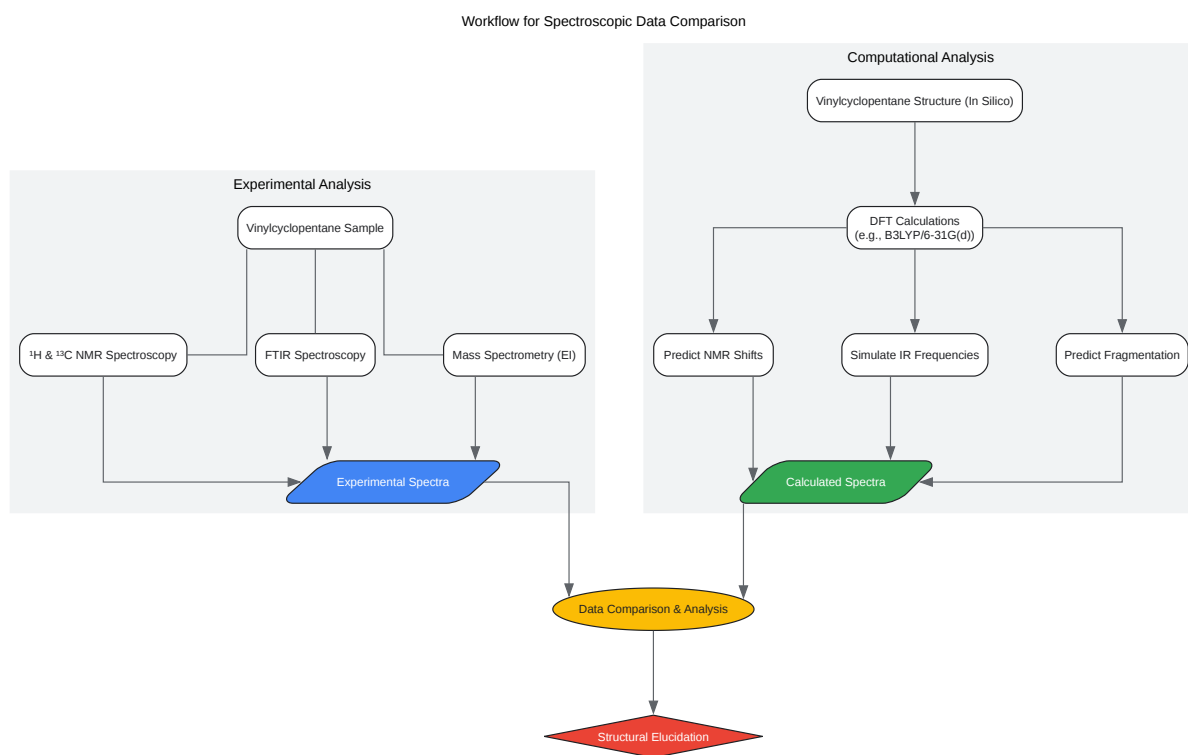 Workflow for Spectroscopic Data Comparison
Computational Analysis
Vinylcyclopentane Structure (In Silico)
Experimental Analysis
Vinylcyclopentane Sample
DFT Calculations
(e.g., B3LYP/6-31G(d))
¹H & ¹³C NMR Spectroscopy
FTIR Spectroscopy
Mass Spectrometry (EI)
Predict NMR Shifts
Simulate IR Frequencies
Predict Fragmentation
Experimental Spectra
Calculated Spectra
Data Comparison & Analysis
Structural Elucidation